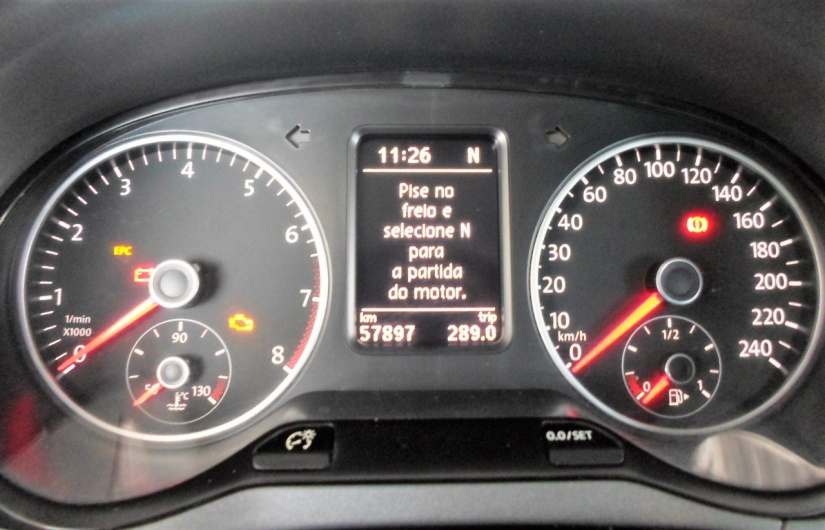 11:26 N
Pise no
freio e
selecione N
para
a partida
do motor.
km trip
57897 289.0
EPC
1/min
X1000
0 1 2 3 4 5 6 7 8
50 90 130
°C
0 10 20 30 40 60 80 100 120 140 160 180 200 220 240
km/h
0 1/2 1
0.0/SET